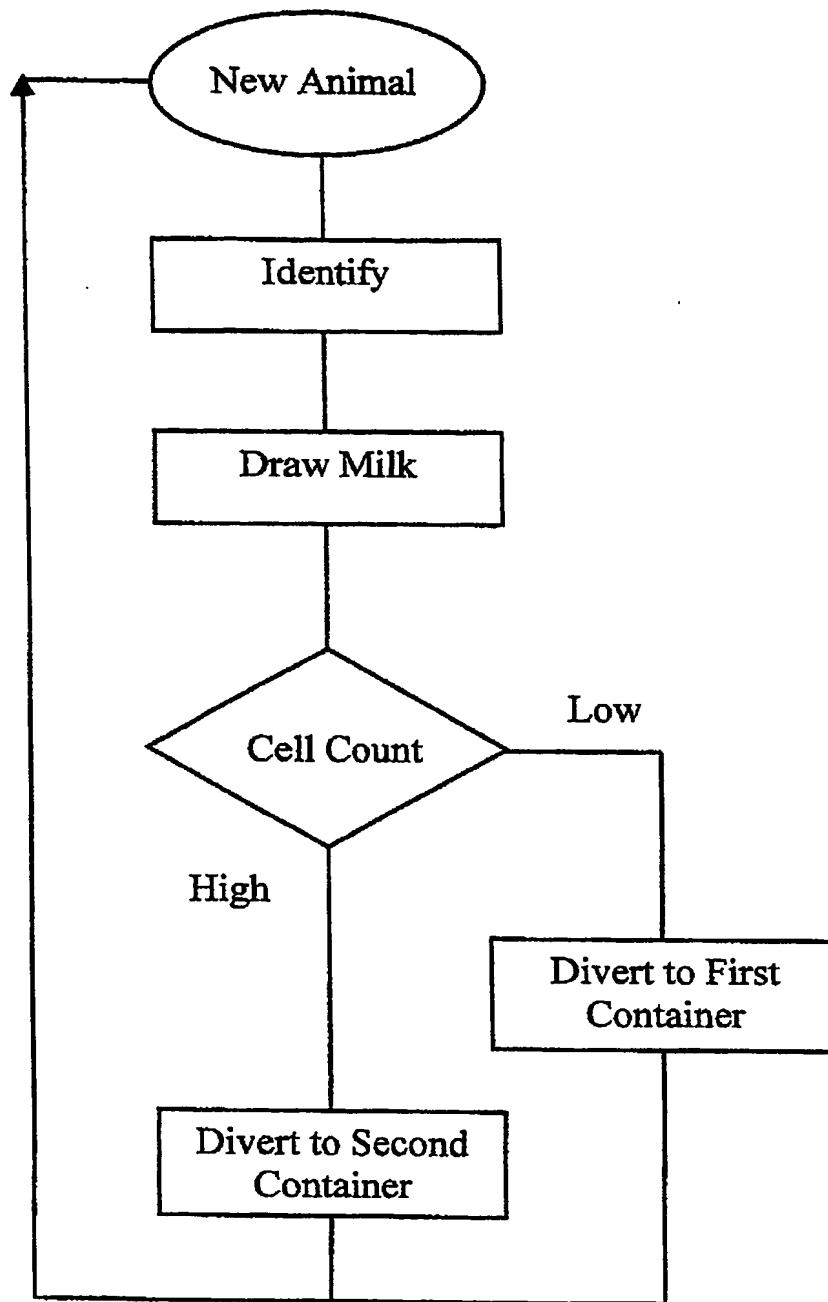 New Animal
Identify
Draw Milk
Low
Cell Count
High
Divert to First
Container
Divert to Second
Container